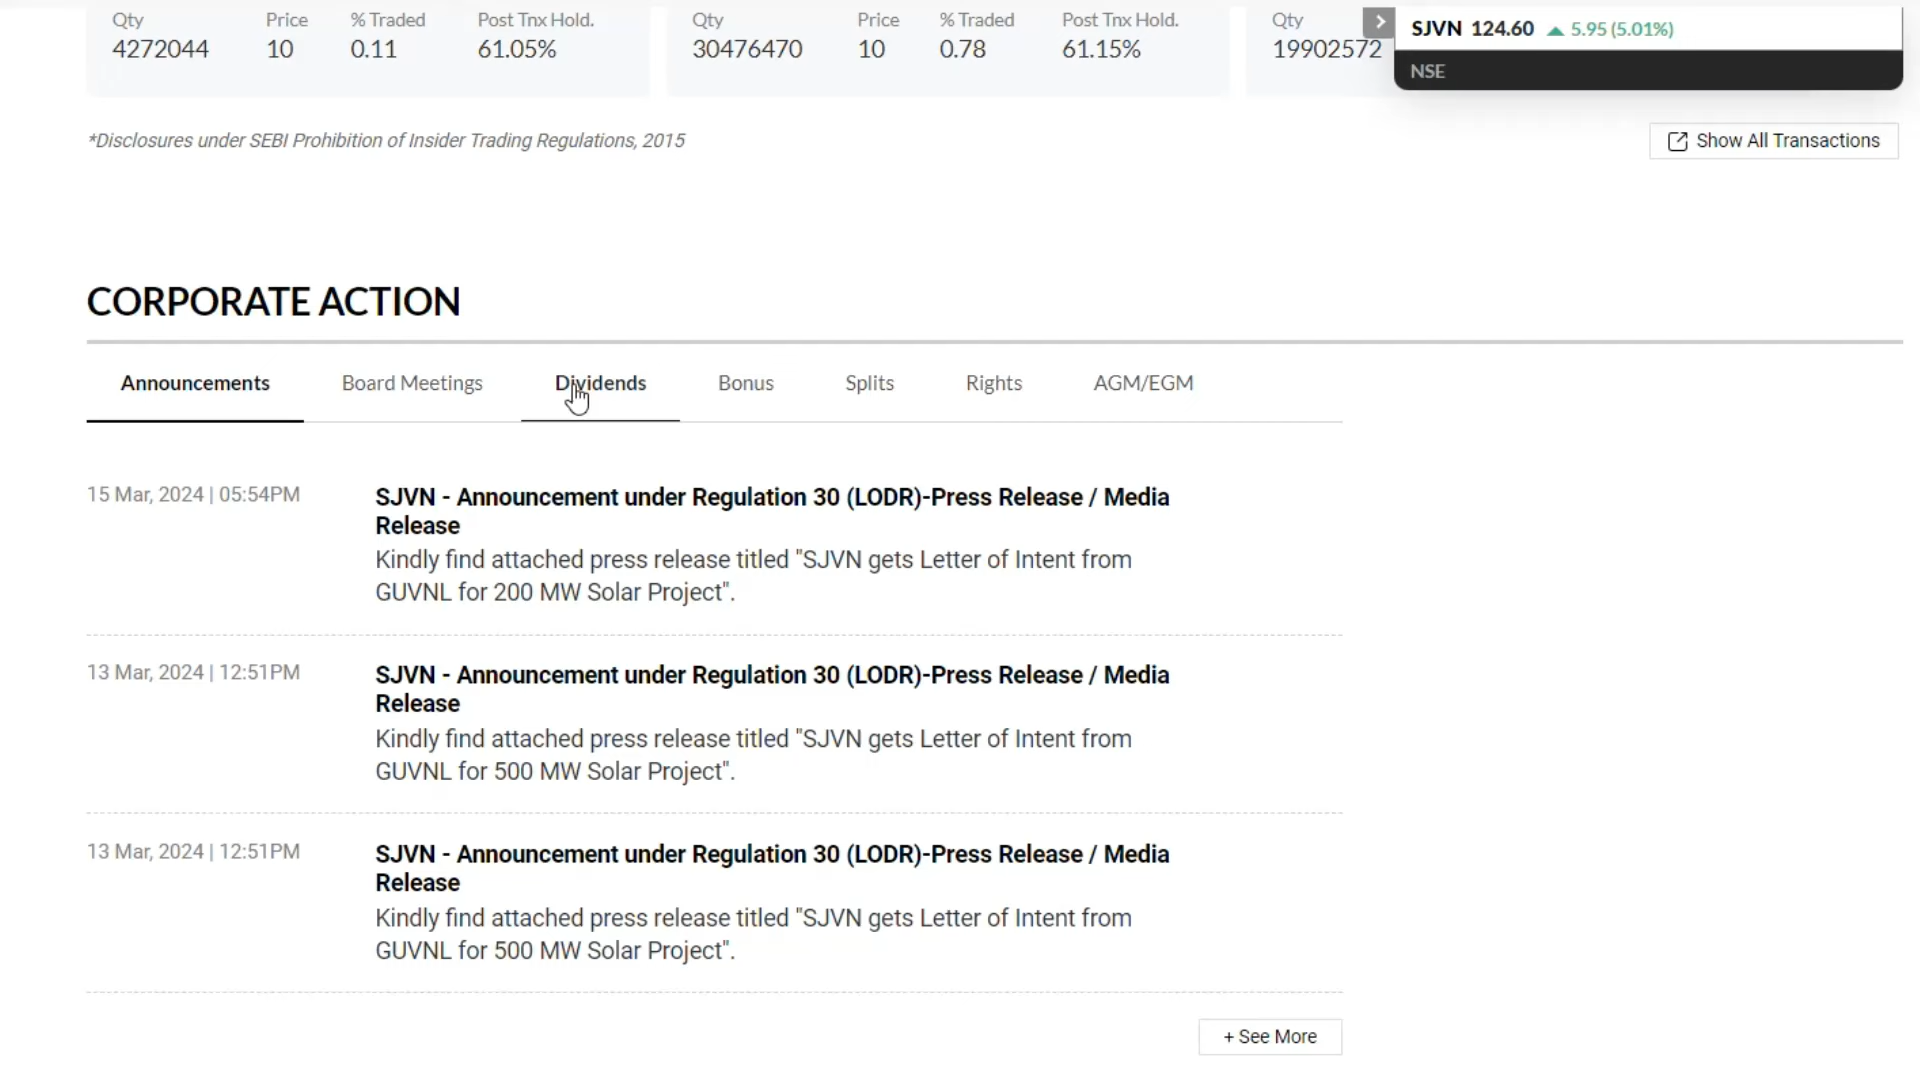 Qty Price % Traded Post Tnx Hold.
4272044 10 0.11 61.05%
Qty Price % Traded Post Tnx Hold.
30476470 10 0.78 61.15%
Qty
19902572
SJVN 124.60 ▲ 5.95 (5.01%)
NSE
*Disclosures under SEBI Prohibition of Insider Trading Regulations, 2015
Show All Transactions
CORPORATE ACTION
Announcements Board Meetings Dividends Bonus Splits Rights AGM/EGM
15 Mar, 2024 | 05:54PM
SJVN - Announcement under Regulation 30 (LODR)-Press Release / Media
Release
Kindly find attached press release titled "SJVN gets Letter of Intent from
GUVNL for 200 MW Solar Project".
13 Mar, 2024 | 12:51PM
SJVN - Announcement under Regulation 30 (LODR)-Press Release / Media
Release
Kindly find attached press release titled "SJVN gets Letter of Intent from
GUVNL for 500 MW Solar Project".
13 Mar, 2024 | 12:51PM
SJVN - Announcement under Regulation 30 (LODR)-Press Release / Media
Release
Kindly find attached press release titled "SJVN gets Letter of Intent from
GUVNL for 500 MW Solar Project".
+ See More